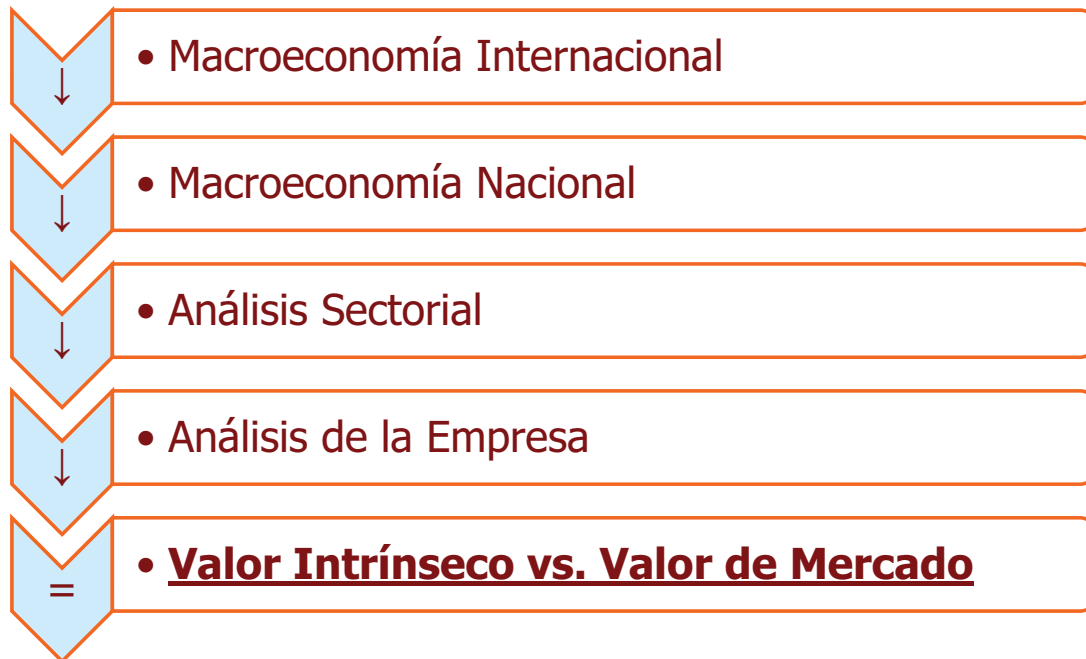 ↓ • Macroeconomía Internacional
↓ • Macroeconomía Nacional
↓ • Análisis Sectorial
↓ • Análisis de la Empresa
= • Valor Intrínseco vs. Valor de Mercado